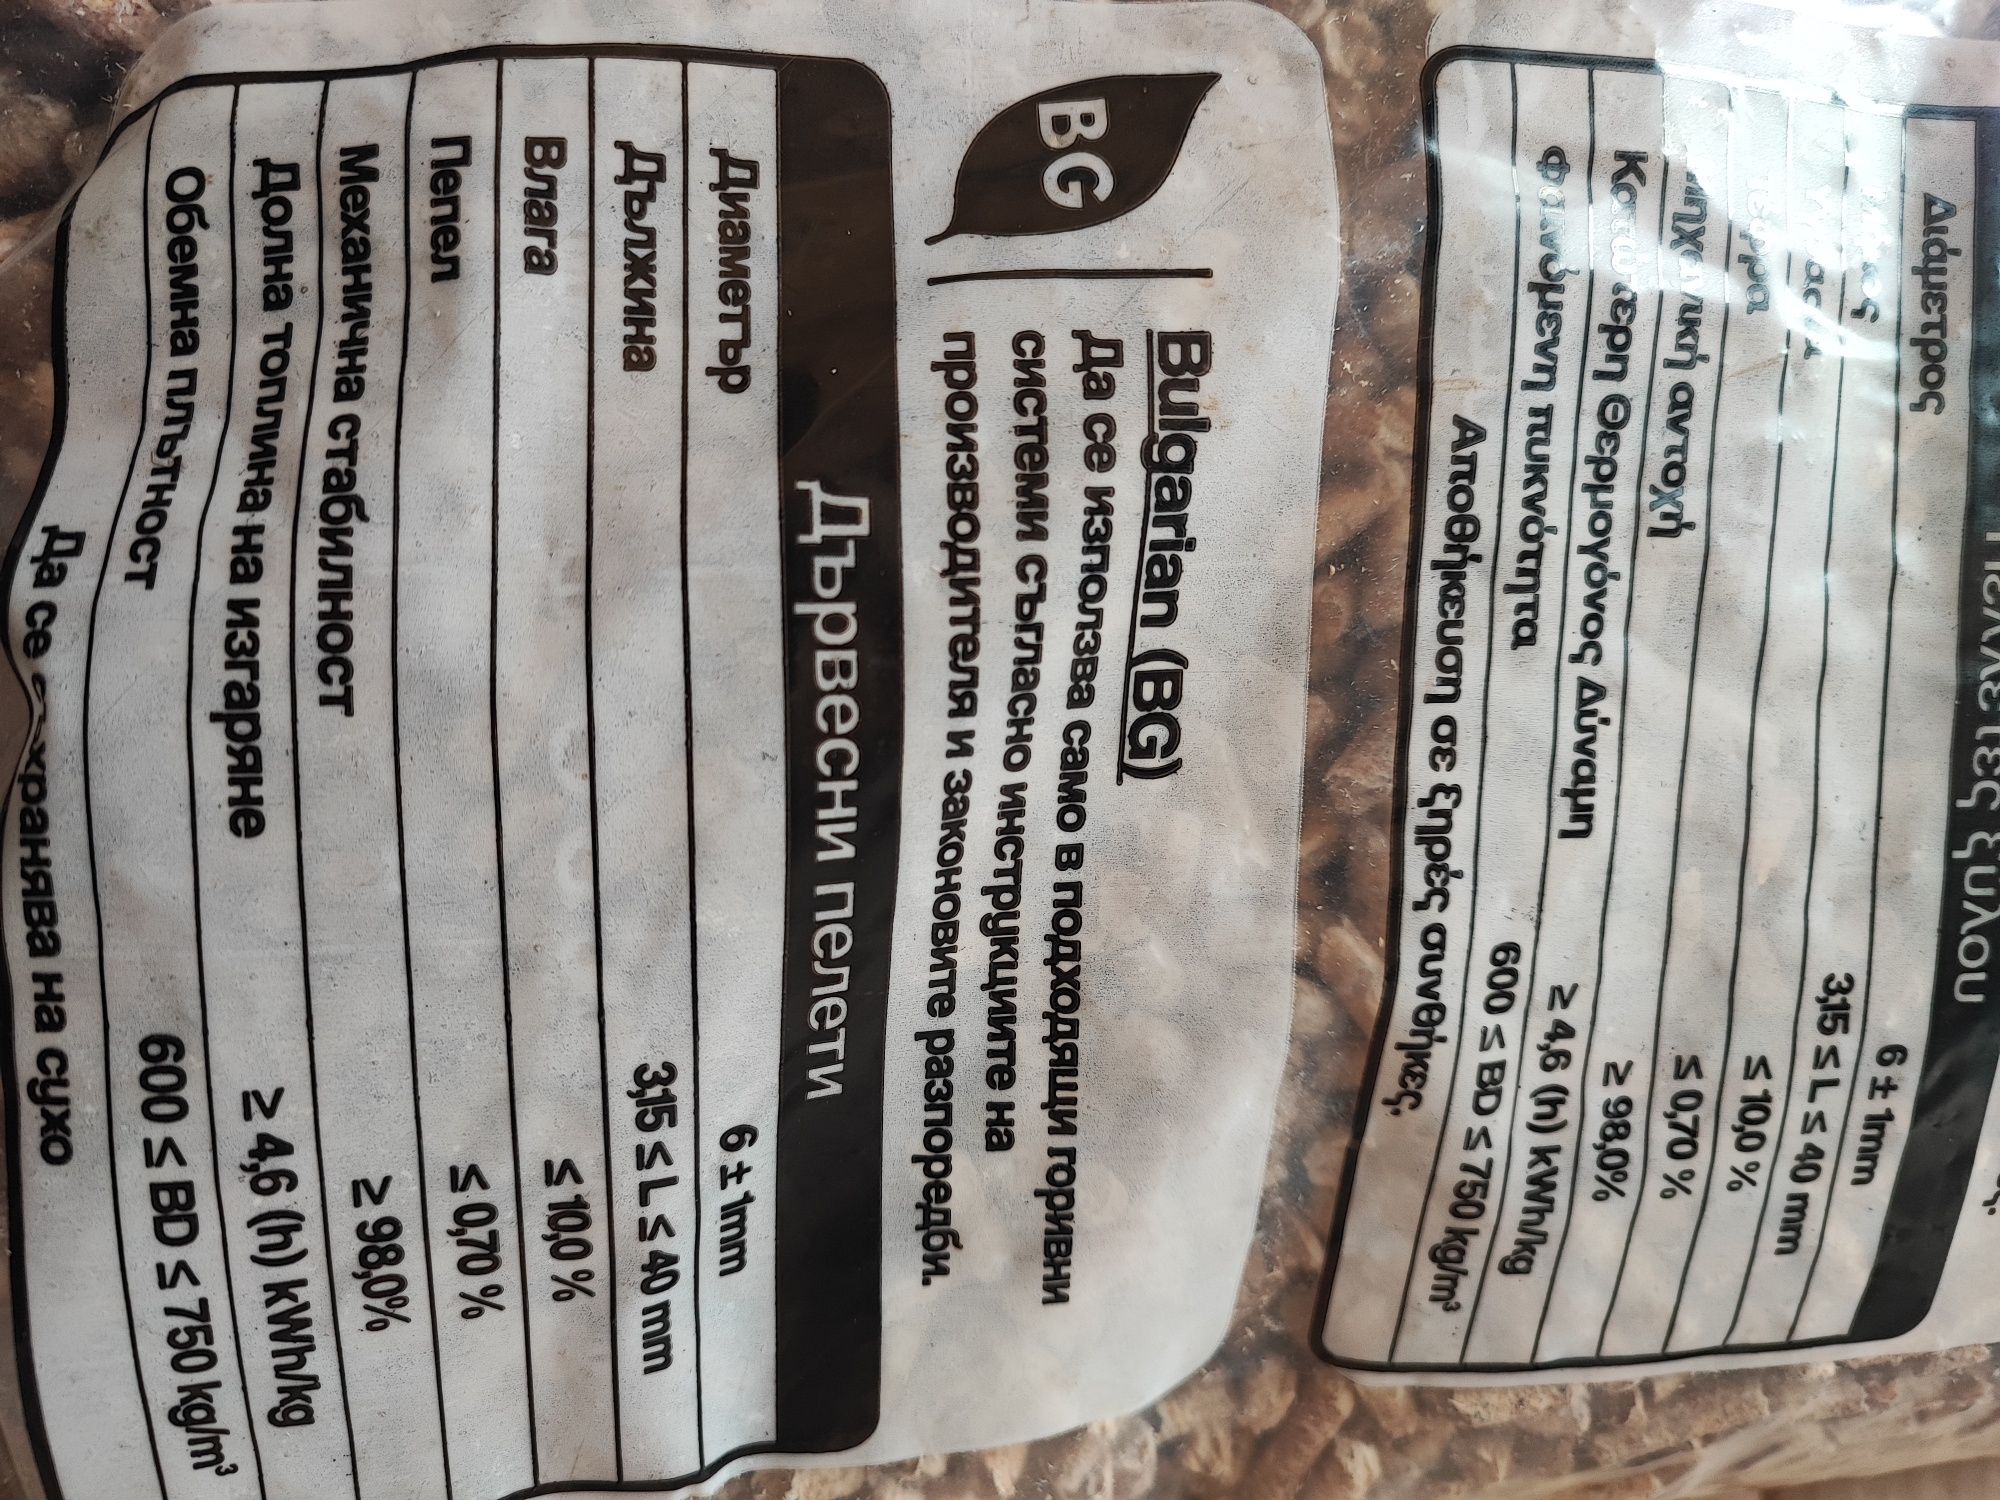 Πελλέτες ξύλου
Διάμετρος 6 ± 1mm
3,15 ≤ L ≤ 40 mm
≤ 10,0 %
≤ 0,70 %
αντοχή ≥ 98,0%
Θερμογόνος Δύναμη ≥ 4,6 (h) kWh/kg
Φαινόμενη πυκνότητα 600 ≤ BD ≤ 750 kg/m³
Αποθήκευση σε ξηρές συνθήκες.
BG
Bulgarian (BG)
Да се използва само в подходящи горивни
системи съгласно инструкциите на
производителя и законовите разпоредби.
Дървесни пелети
Диаметър 6 ± 1mm
Дължина 3,15 ≤ L ≤ 40 mm
Влага ≤ 10,0 %
Пепел ≤ 0,70 %
Механична стабилност ≥ 98,0%
Долна топлина на изгаряне ≥ 4,6 (h) kWh/kg
Обемна плътност 600 ≤ BD ≤ 750 kg/m³
Да се съхранява на сухо